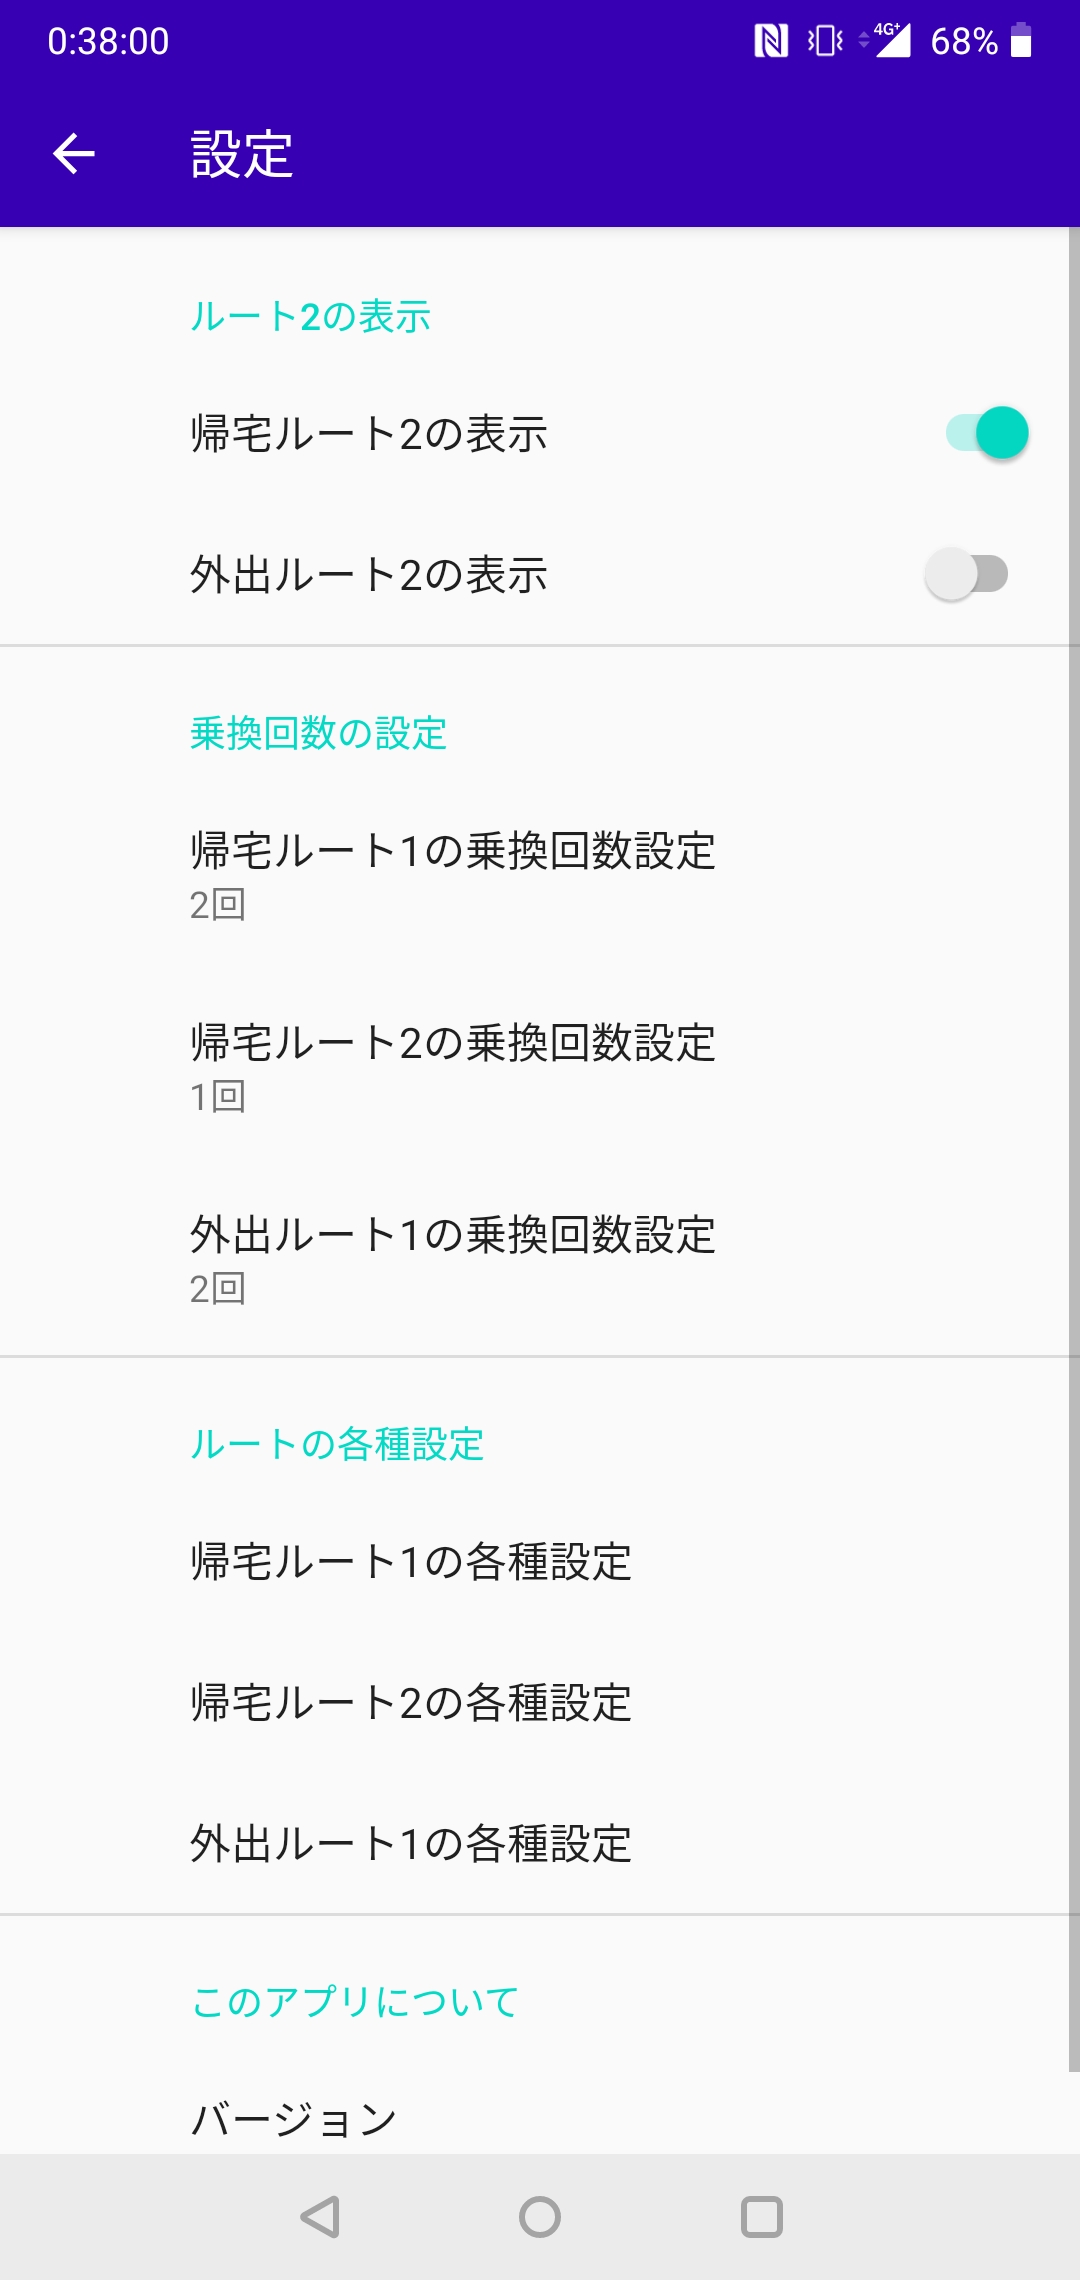 0:38:00 4G+ 68%
設定
ルート2の表示
帰宅ルート2の表示
外出ルート2の表示
乗換回数の設定
帰宅ルート1の乗換回数設定
2回
帰宅ルート2の乗換回数設定
1回
外出ルート1の乗換回数設定
2回
ルートの各種設定
帰宅ルート1の各種設定
帰宅ルート2の各種設定
外出ルート1の各種設定
このアプリについて
バージョン